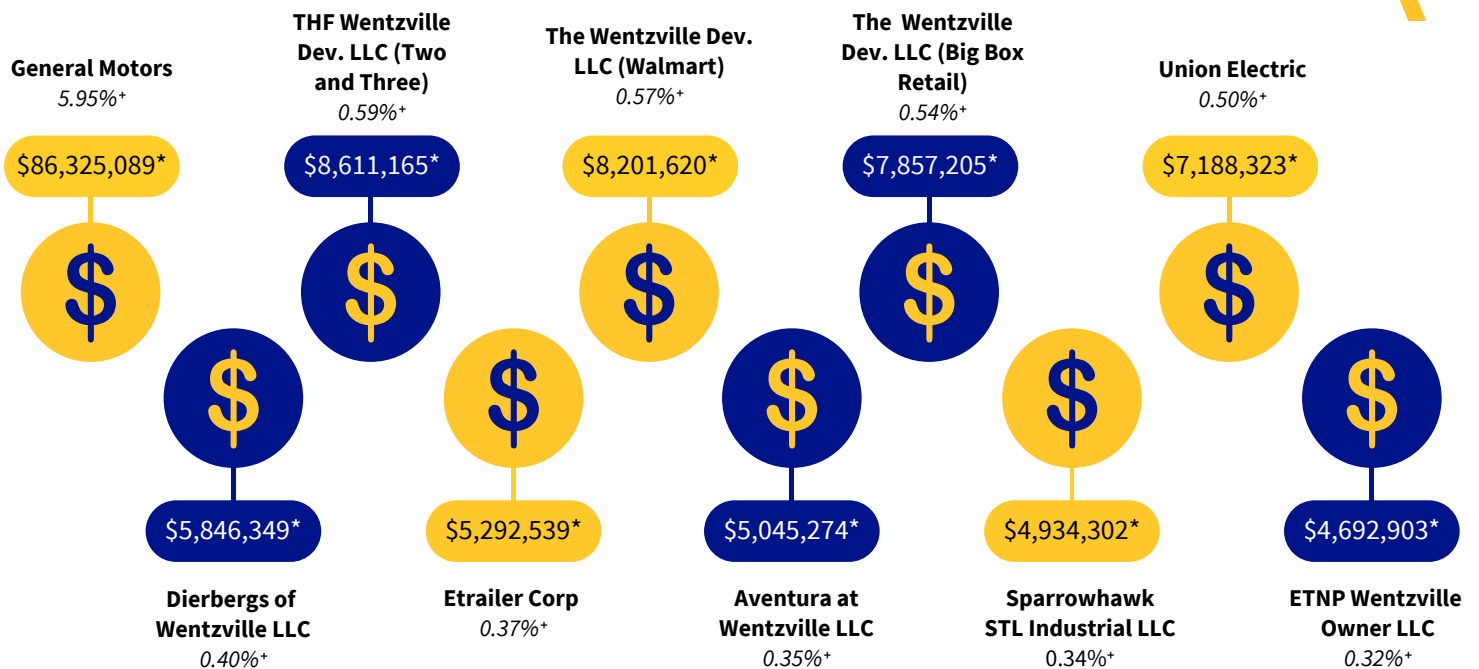 General Motors
5.95%⁺
$86,325,089*
THF Wentzville
Dev. LLC (Two
and Three)
0.59%⁺
$8,611,165*
The Wentzville Dev.
LLC (Walmart)
0.57%⁺
$8,201,620*
The Wentzville
Dev. LLC (Big Box
Retail)
0.54%⁺
$7,857,205*
Union Electric
0.50%⁺
$7,188,323*
$
$
$
$
$
$
$
$
$
$
$5,846,349*
Dierbergs of
Wentzville LLC
0.40%⁺
$5,292,539*
Etrailer Corp
0.37%⁺
$5,045,274*
Aventura at
Wentzville LLC
0.35%⁺
$4,934,302*
Sparrowhawk
STL Industrial LLC
0.34%⁺
$4,692,903*
ETNP Wentzville
Owner LLC
0.32%⁺